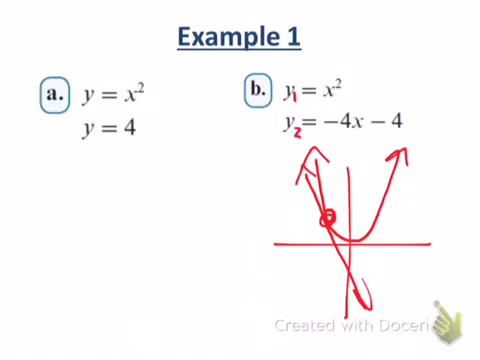 Example 1
a. y = x²
y = 4
b. y₁ = x²
y₂ = −4x − 4
Created with Doceri